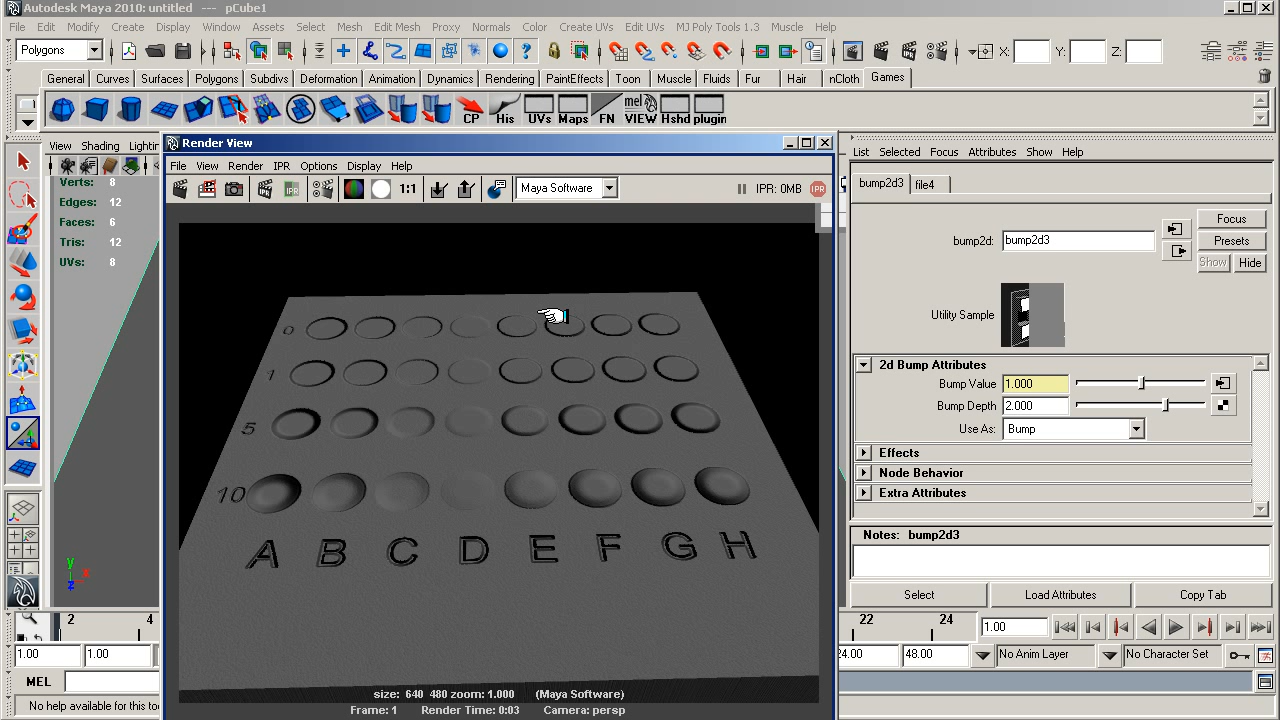 Autodesk Maya 2010: untitled --- pCube1
File Edit Modify Create Display Window Assets Select Mesh Edit Mesh Proxy Normals Color Create UVs Edit UVs MJ Poly Tools 1.3 Muscle Help
Polygons X: Y: Z:
General Curves Surfaces Polygons Subdivs Deformation Animation Dynamics Rendering PaintEffects Toon Muscle Fluids Fur Hair nCloth Games
CP His UVs Maps FN mel VIEW Hshd plugin
View Shading Lightin
Verts: 8
Edges: 12
Faces: 6
Tris: 12
UVs: 8
Render View
File View Render IPR Options Display Help
IPR 1:1 Maya Software IPR: 0MB IPR
0
1
5
10
A B C D E F G H
size: 640 480 zoom: 1.000 (Maya Software)
Frame: 1 Render Time: 0:03 Camera: persp
y
x
z
List Selected Focus Attributes Show Help
bump2d3 file4
Focus
bump2d: bump2d3 Presets
Show Hide
Utility Sample
2d Bump Attributes
Bump Value 1.000
Bump Depth 2.000
Use As: Bump
Effects
Node Behavior
Extra Attributes
Notes: bump2d3
Select Load Attributes Copy Tab
2 4 22 24 1.00
1.00 1.00 24.00 48.00 No Anim Layer No Character Set
MEL
No help available for this to